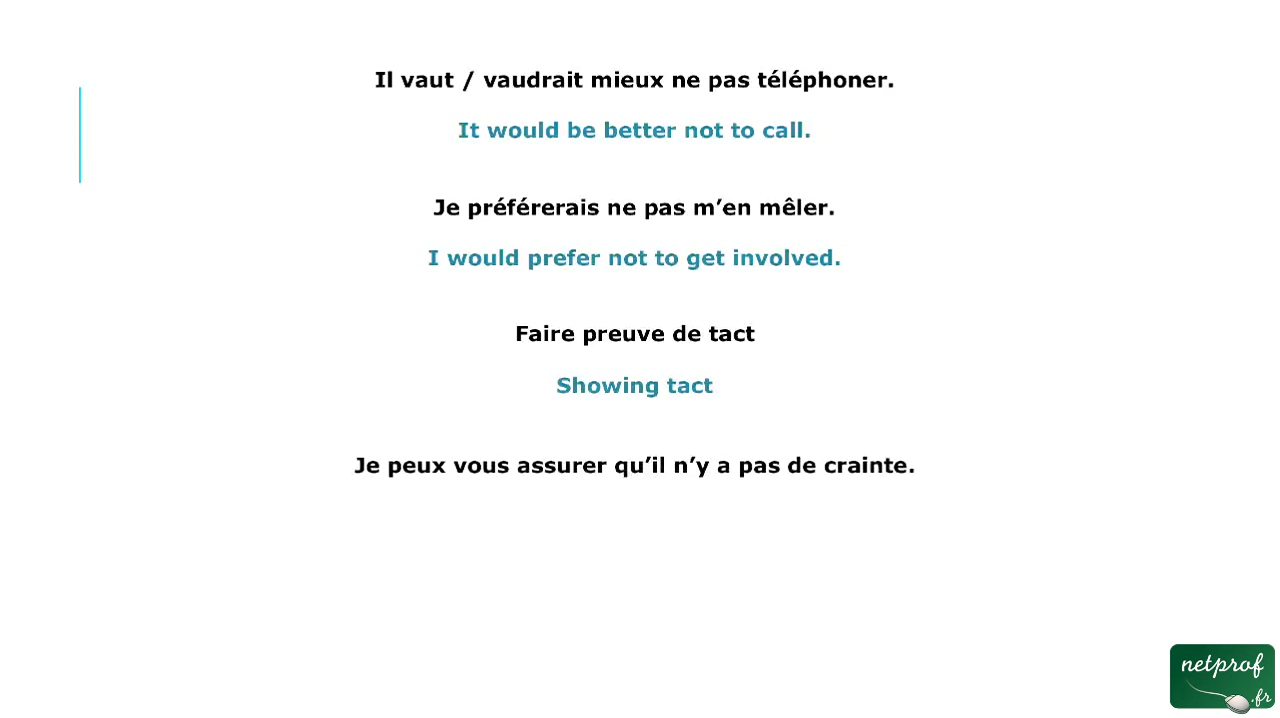 Il vaut / vaudrait mieux ne pas téléphoner.
It would be better not to call.
Je préférerais ne pas m’en mêler.
I would prefer not to get involved.
Faire preuve de tact
Showing tact
Je peux vous assurer qu’il n’y a pas de crainte.
netprof
.fr